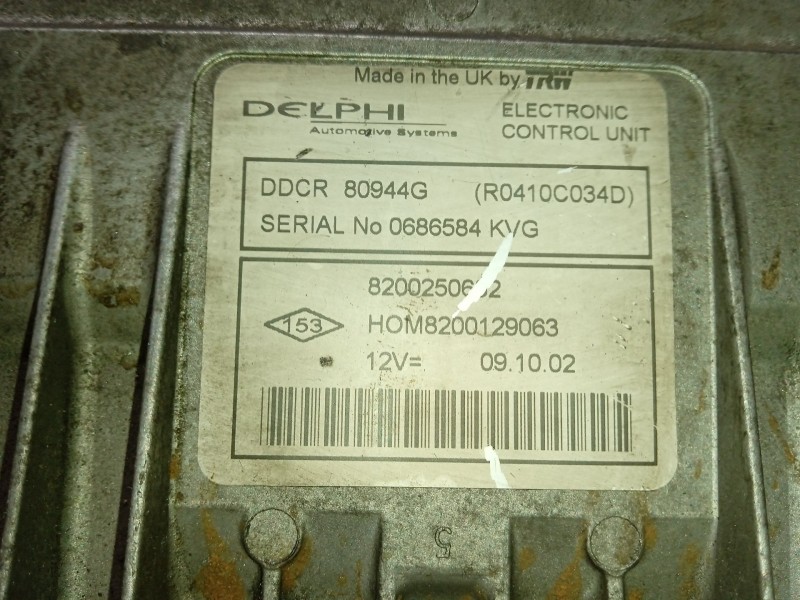 Made in the UK by TRW
DELPHI
Automotive Systems
ELECTRONIC
CONTROL UNIT
DDCR 80944G (R0410C034D)
SERIAL No 0686584 KVG
153
HOM8200129063
12V= 09.10.02
5